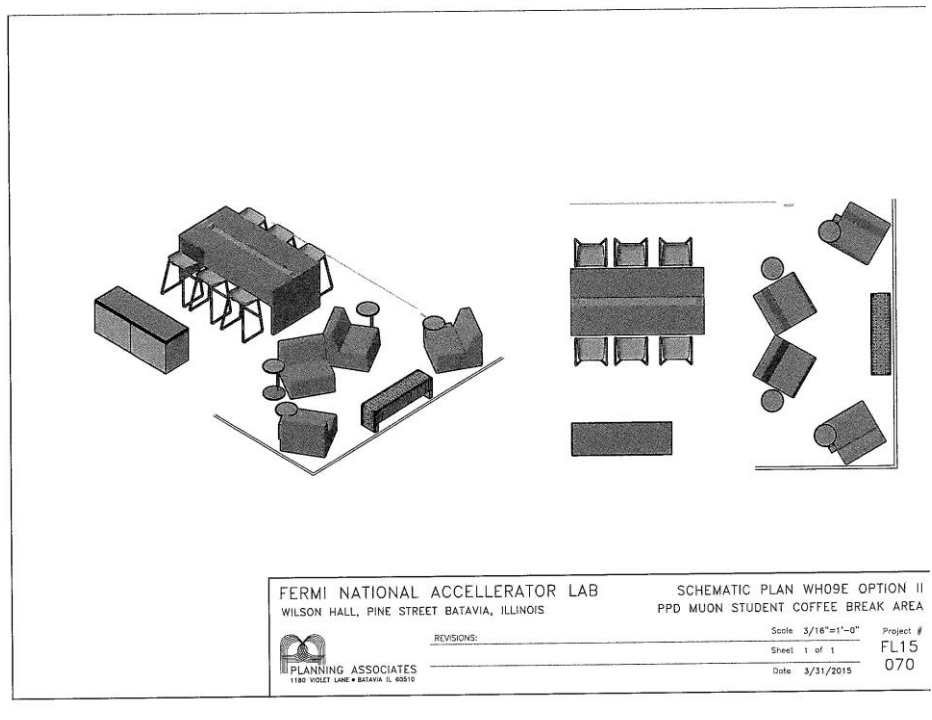 FERMI NATIONAL ACCELLERATOR LAB
WILSON HALL, PINE STREET BATAVIA, ILLINOIS
SCHEMATIC PLAN WH09E OPTION II
PPD MUON STUDENT COFFEE BREAK AREA
REVISIONS:
PLANNING ASSOCIATES
1180 VIOLET LANE • BATAVIA IL 60510
Scale 3/16"=1'-0"
Sheet 1 of 1
Date 3/31/2015
Project #
FL15
070